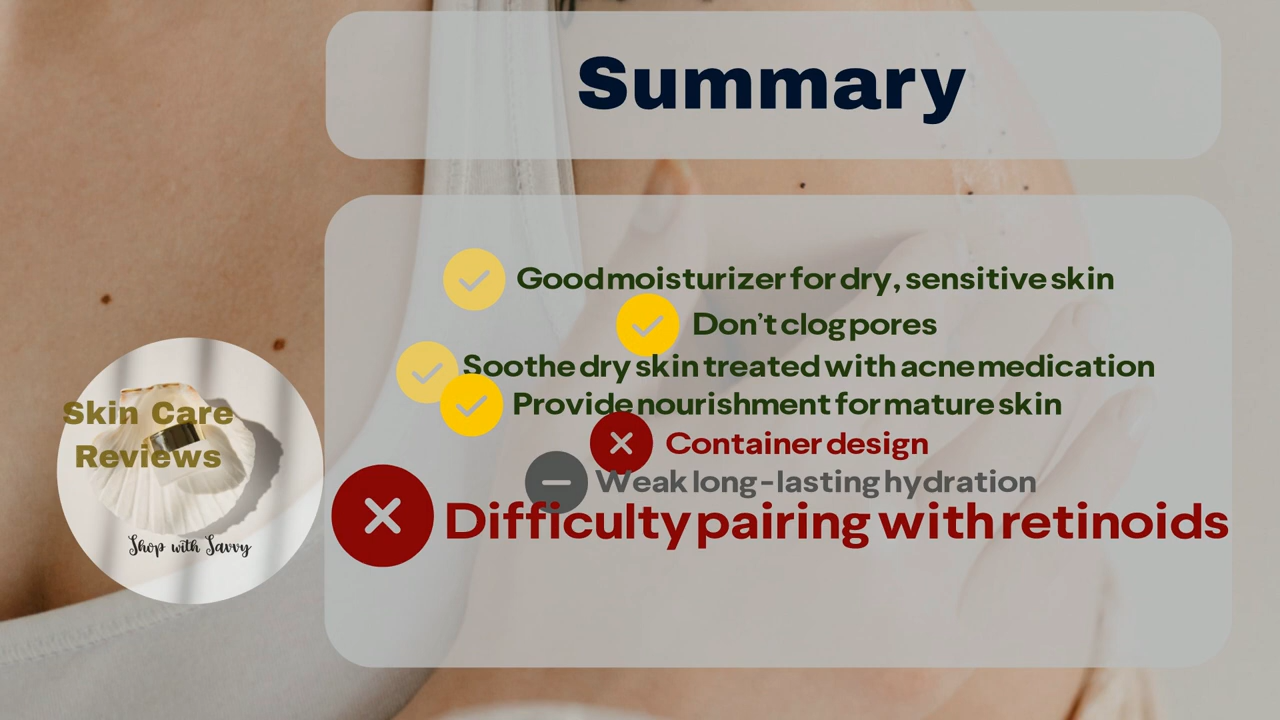 Summary
Good moisturizer for dry, sensitive skin
Don't clog pores
Soothe dry skin treated with acne medication
Provide nourishment for mature skin
Container design
Weak long-lasting hydration
Difficulty pairing with retinoids
Skin Care
Reviews
Shop with Savvy